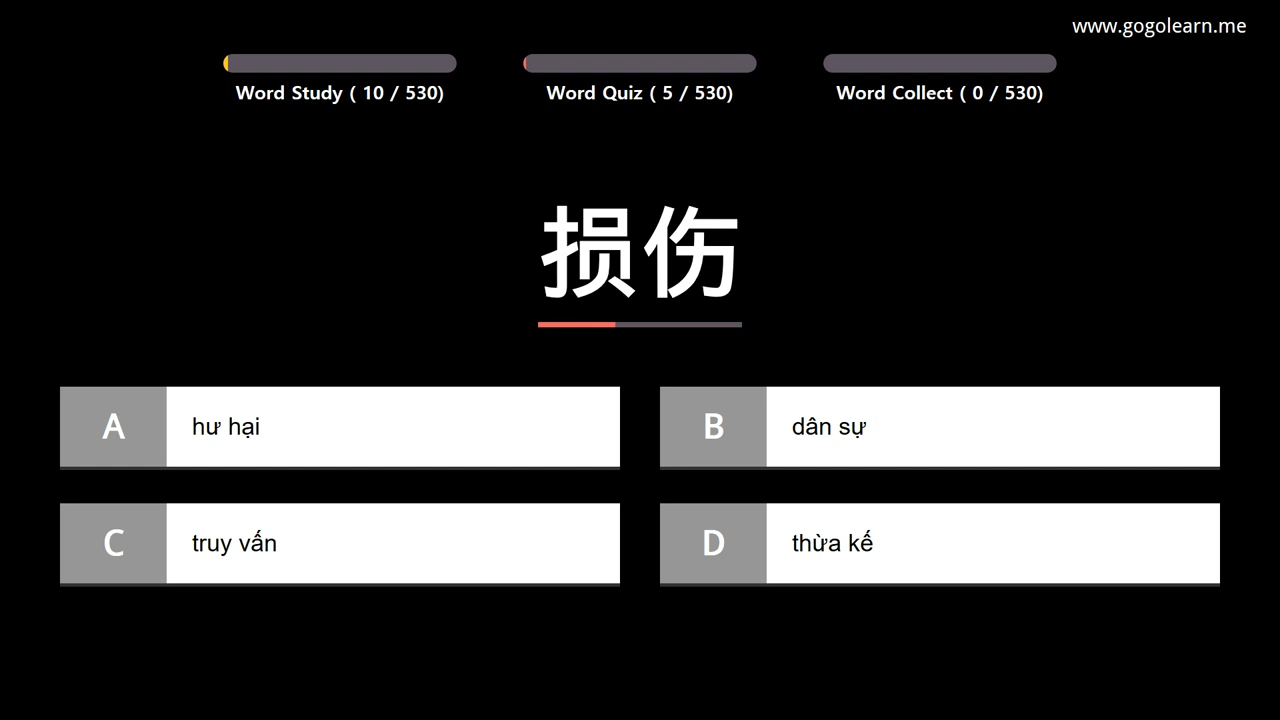 www.gogolearn.me
Word Study ( 10 / 530)
Word Quiz ( 5 / 530)
Word Collect ( 0 / 530)
损伤
A hư hại
B dân sự
C truy vấn
D thừa kế